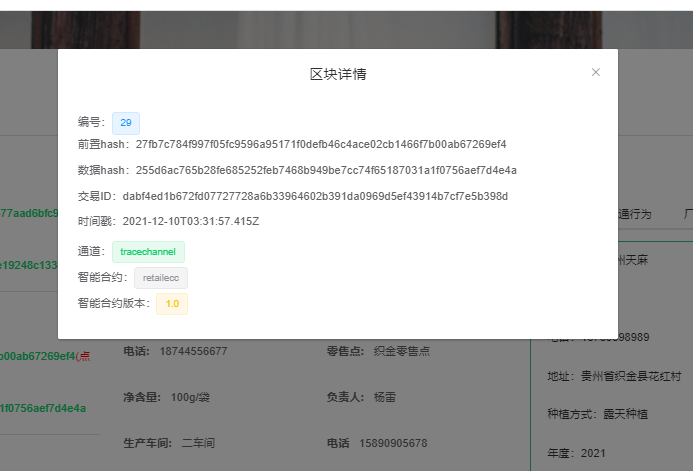 区块详情
编号： 29
前置hash：27fb7c784f997f05fc9596a95171f0defb46c4ace02cb1466f7b00ab67269ef4
数据hash：255d6ac765b28fe685252feb7468b949be7cc74f65187031a1f0756aef7d4e4a
交易ID：dabf4ed1b672fd07727728a6b33964602b391da0969d5ef43914b7cf7e5b398d
时间戳：2021-12-10T03:31:57.415Z
通道： tracechannel
智能合约： retailecc
智能合约版本： 1.0
77aad6bfc9
通行为
州天麻
e19248c133
98989
b00ab67269ef4(点
电话： 18744556677
零售点： 织金零售点
地址：贵州省织金县花红村
净含量： 100g/袋
负责人： 杨雷
1f0756aef7d4e4a
种植方式：露天种植
生产车间： 二车间
电话 15890905678
年度：2021